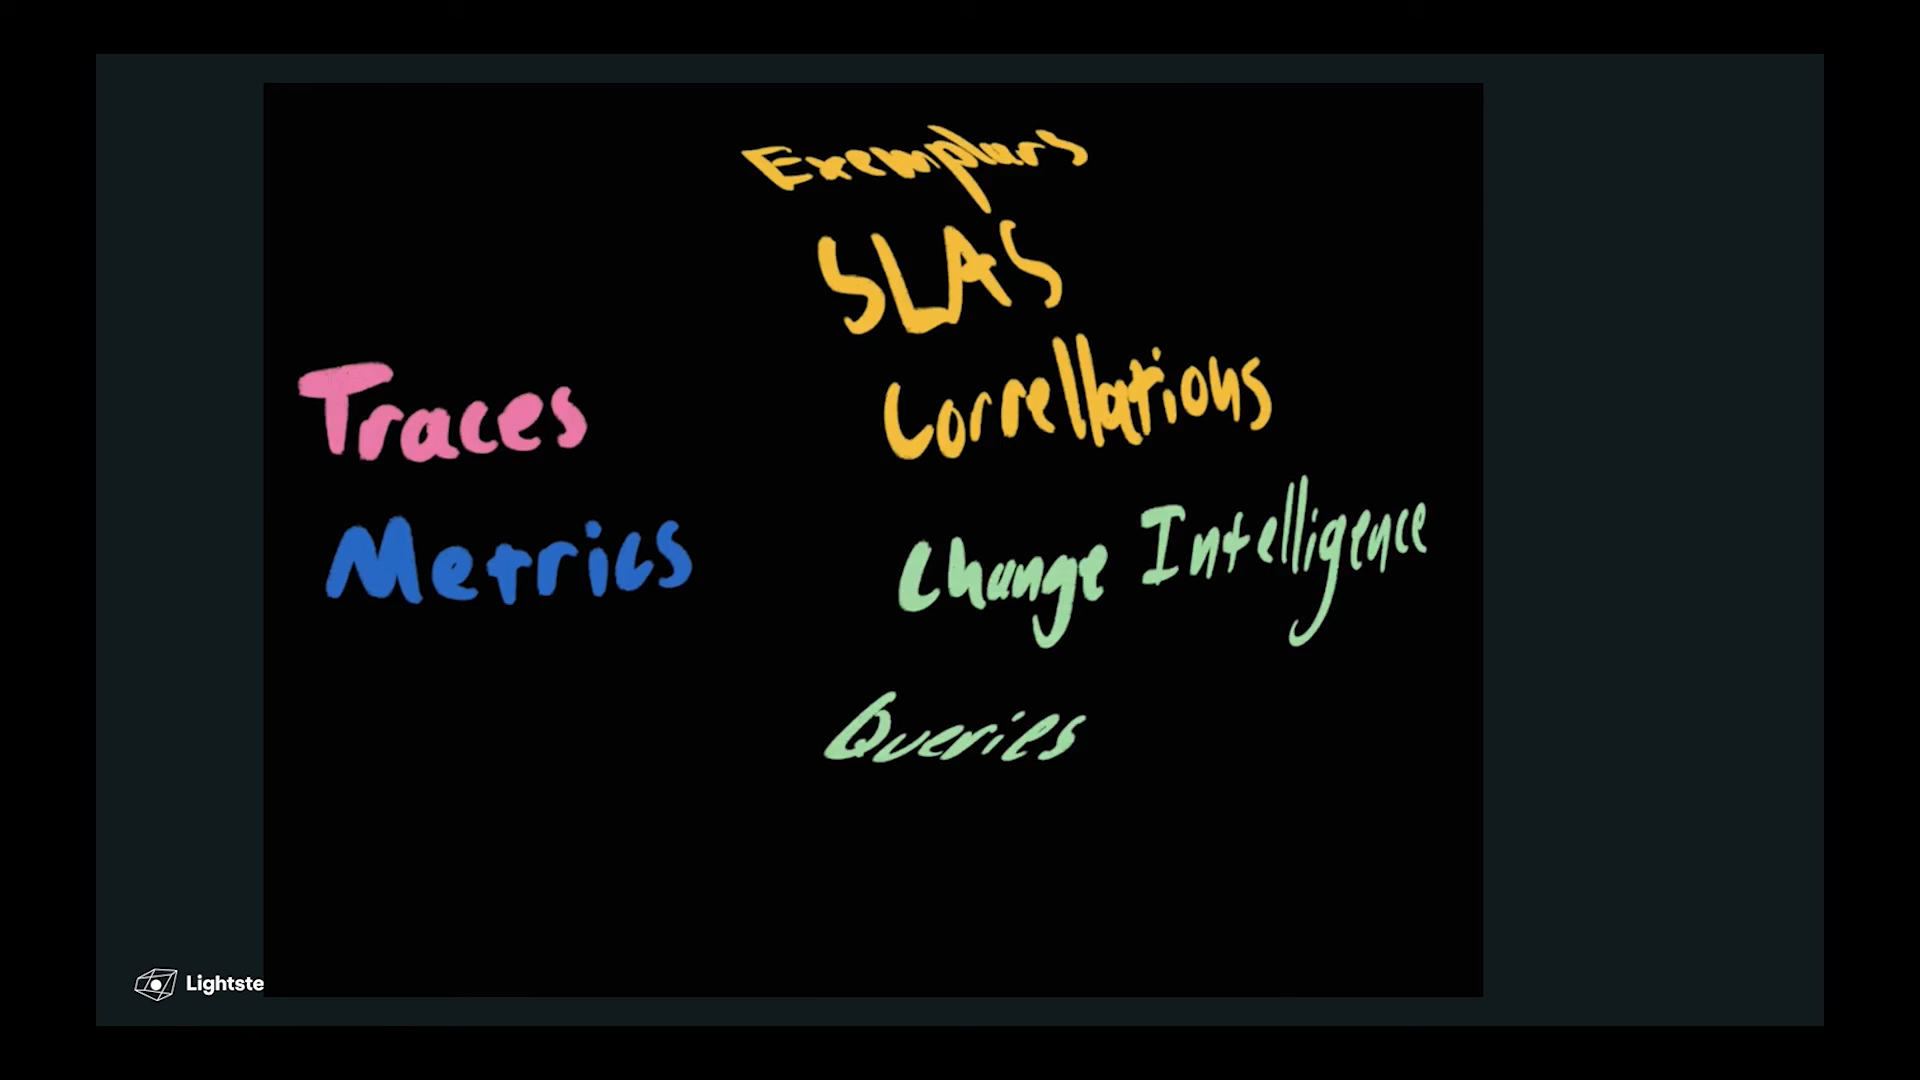 Exemplars
SLAS
Traces
Correllations
Metrics
Change Intelligence
Queries
Lightste